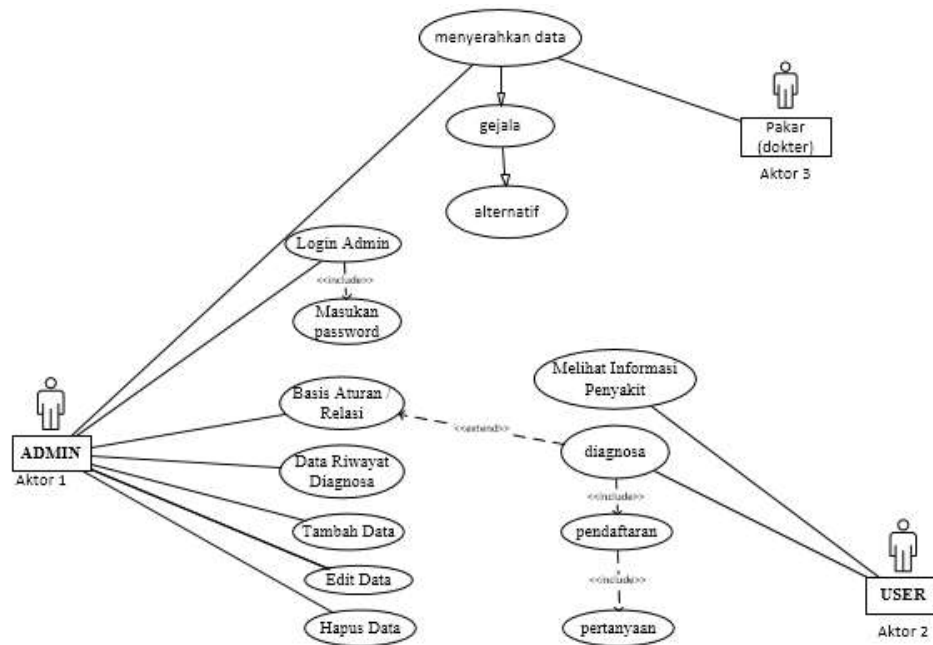 menyerahkan data
gejala
Pakar
(dokter)
Aktor 3
alternatif
Login Admin
<<include>>
Masukan
password
Melihat Informasi
Penyakit
Basis Aturan /
Relasi
<<extend>>
diagnosa
ADMIN
Aktor 1
Data Riwayat
Diagnosa
<<include>>
Tambah Data
pendaftaran
<<include>>
Edit Data
USER
Hapus Data
pertanyaan
Aktor 2